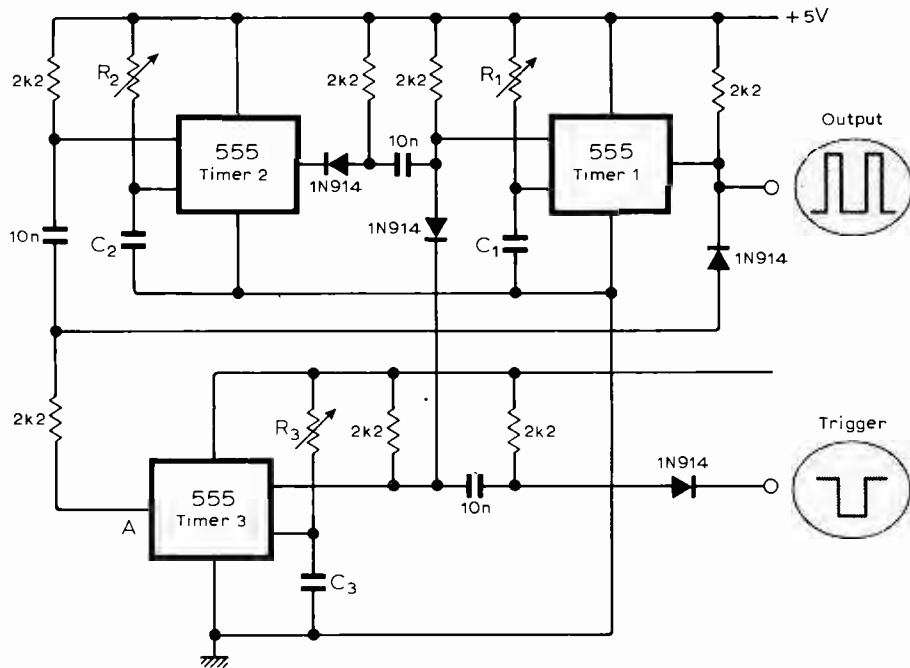 +5V
2k2
R2
2k2
2k2
R1
2k2
Output
555
Timer 2
10n
555
Timer 1
1N914
10n
C2
1N914
C1
1N914
2k2
R3
2k2
2k2
Trigger
1N914
555
Timer 3
A
10n
C3